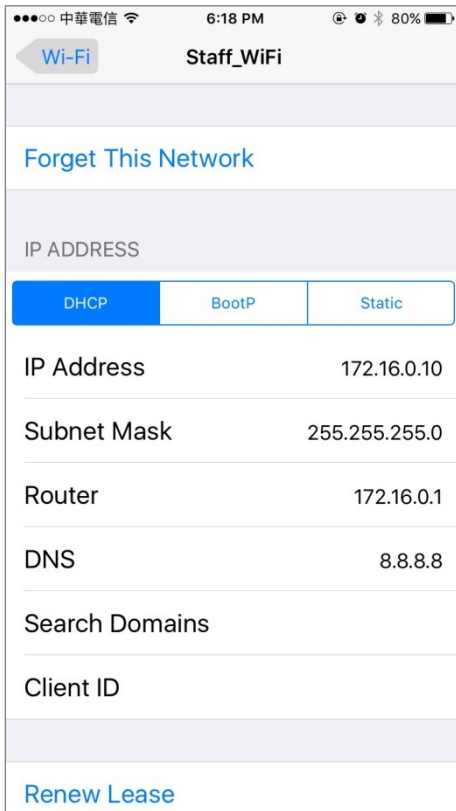 中華電信 6:18 PM 80%
Wi-Fi Staff_WiFi
Forget This Network
IP ADDRESS
DHCP BootP Static
IP Address 172.16.0.10
Subnet Mask 255.255.255.0
Router 172.16.0.1
DNS 8.8.8.8
Search Domains
Client ID
Renew Lease